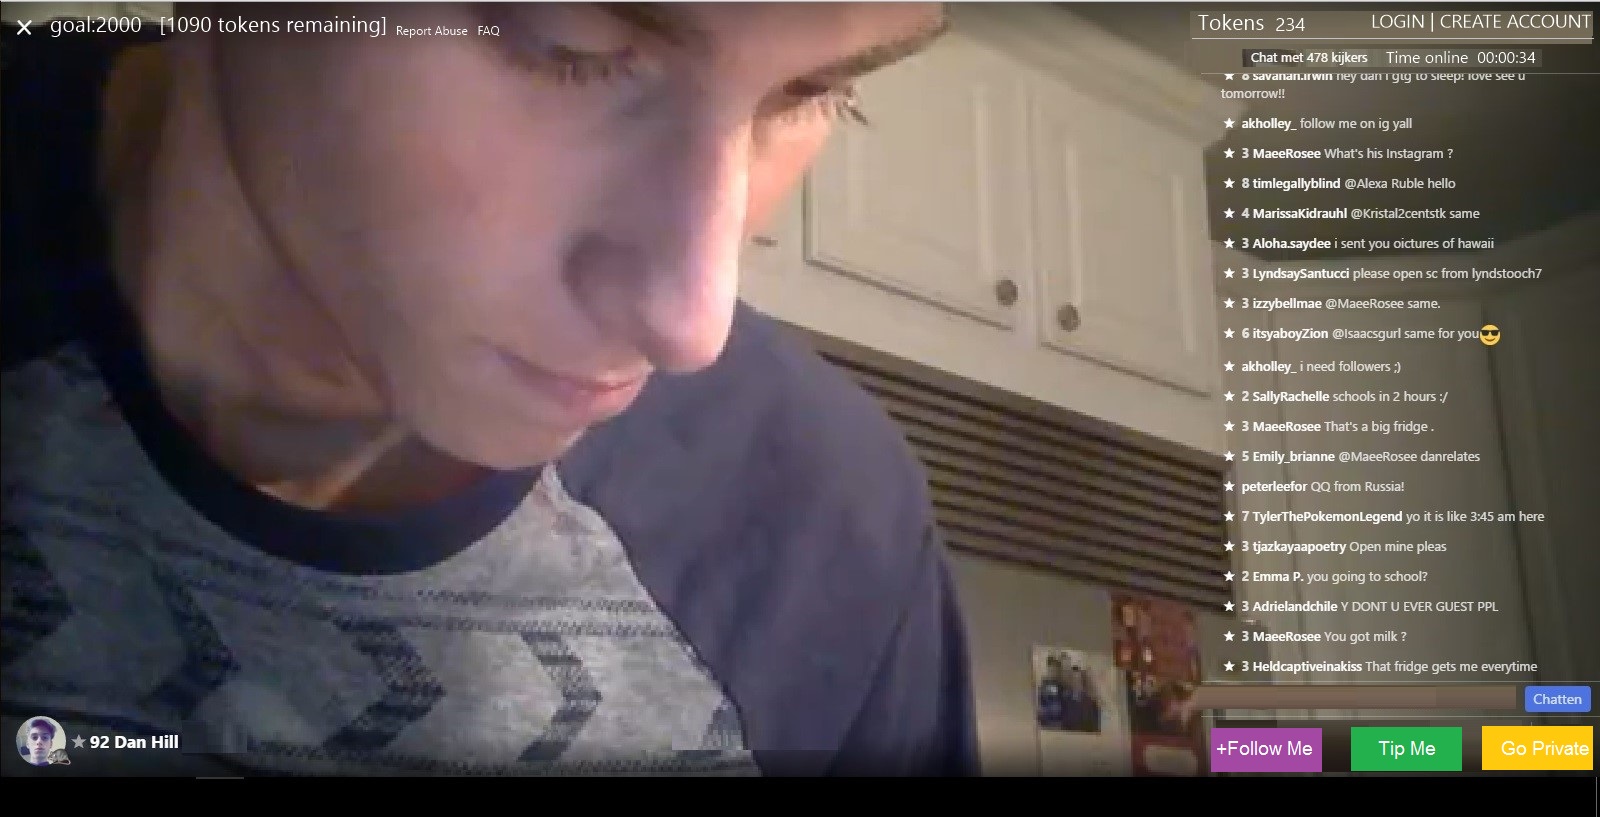 goal:2000 [1090 tokens remaining] Report Abuse FAQ
Tokens 234 LOGIN | CREATE ACCOUNT
Chat met 478 kijkers Time online 00:00:34
8 savanah.irwin hey dan i gtg to sleep! love see u
tomorrow!!
akholley_ follow me on ig yall
3 MaeeRosee What's his Instagram ?
8 timlegallyblind @Alexa Ruble hello
4 MarissaKidrauhl @Kristal2centstk same
3 Aloha.saydee i sent you oictures of hawaii
3 LyndsaySantucci please open sc from lyndstooch7
3 izzybellmae @MaeeRosee same.
6 itsyaboyZion @Isaacsgurl same for you😎
akholley_ i need followers ;)
2 SallyRachelle schools in 2 hours :/
3 MaeeRosee That's a big fridge .
5 Emily_brianne @MaeeRosee danrelates
peterleefor QQ from Russia!
7 TylerThePokemonLegend yo it is like 3:45 am here
3 tjazkayaapoetry Open mine pleas
2 Emma P. you going to school?
3 Adrielandchile Y DONT U EVER GUEST PPL
3 MaeeRosee You got milk ?
3 Heldcaptiveinakiss That fridge gets me everytime
Chatten
92 Dan Hill
+Follow Me Tip Me Go Private